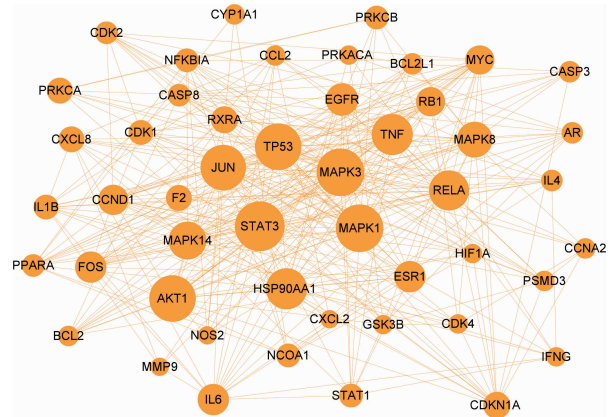 CYP1A1
PRKCB
CDK2
NFKBIA
CCL2
PRKACA
BCL2L1
MYC
CASP3
PRKCA
CASP8
EGFR
RB1
RXRA
CXCL8
CDK1
TP53
TNF
MAPK8
AR
JUN
MAPK3
RELA
IL4
IL1B
CCND1
F2
STAT3
MAPK1
MAPK14
HIF1A
CCNA2
PPARA
FOS
ESR1
PSMD3
AKT1
HSP90AA1
CXCL2
GSK3B
CDK4
BCL2
NOS2
NCOA1
IFNG
MMP9
IL6
STAT1
CDKN1A